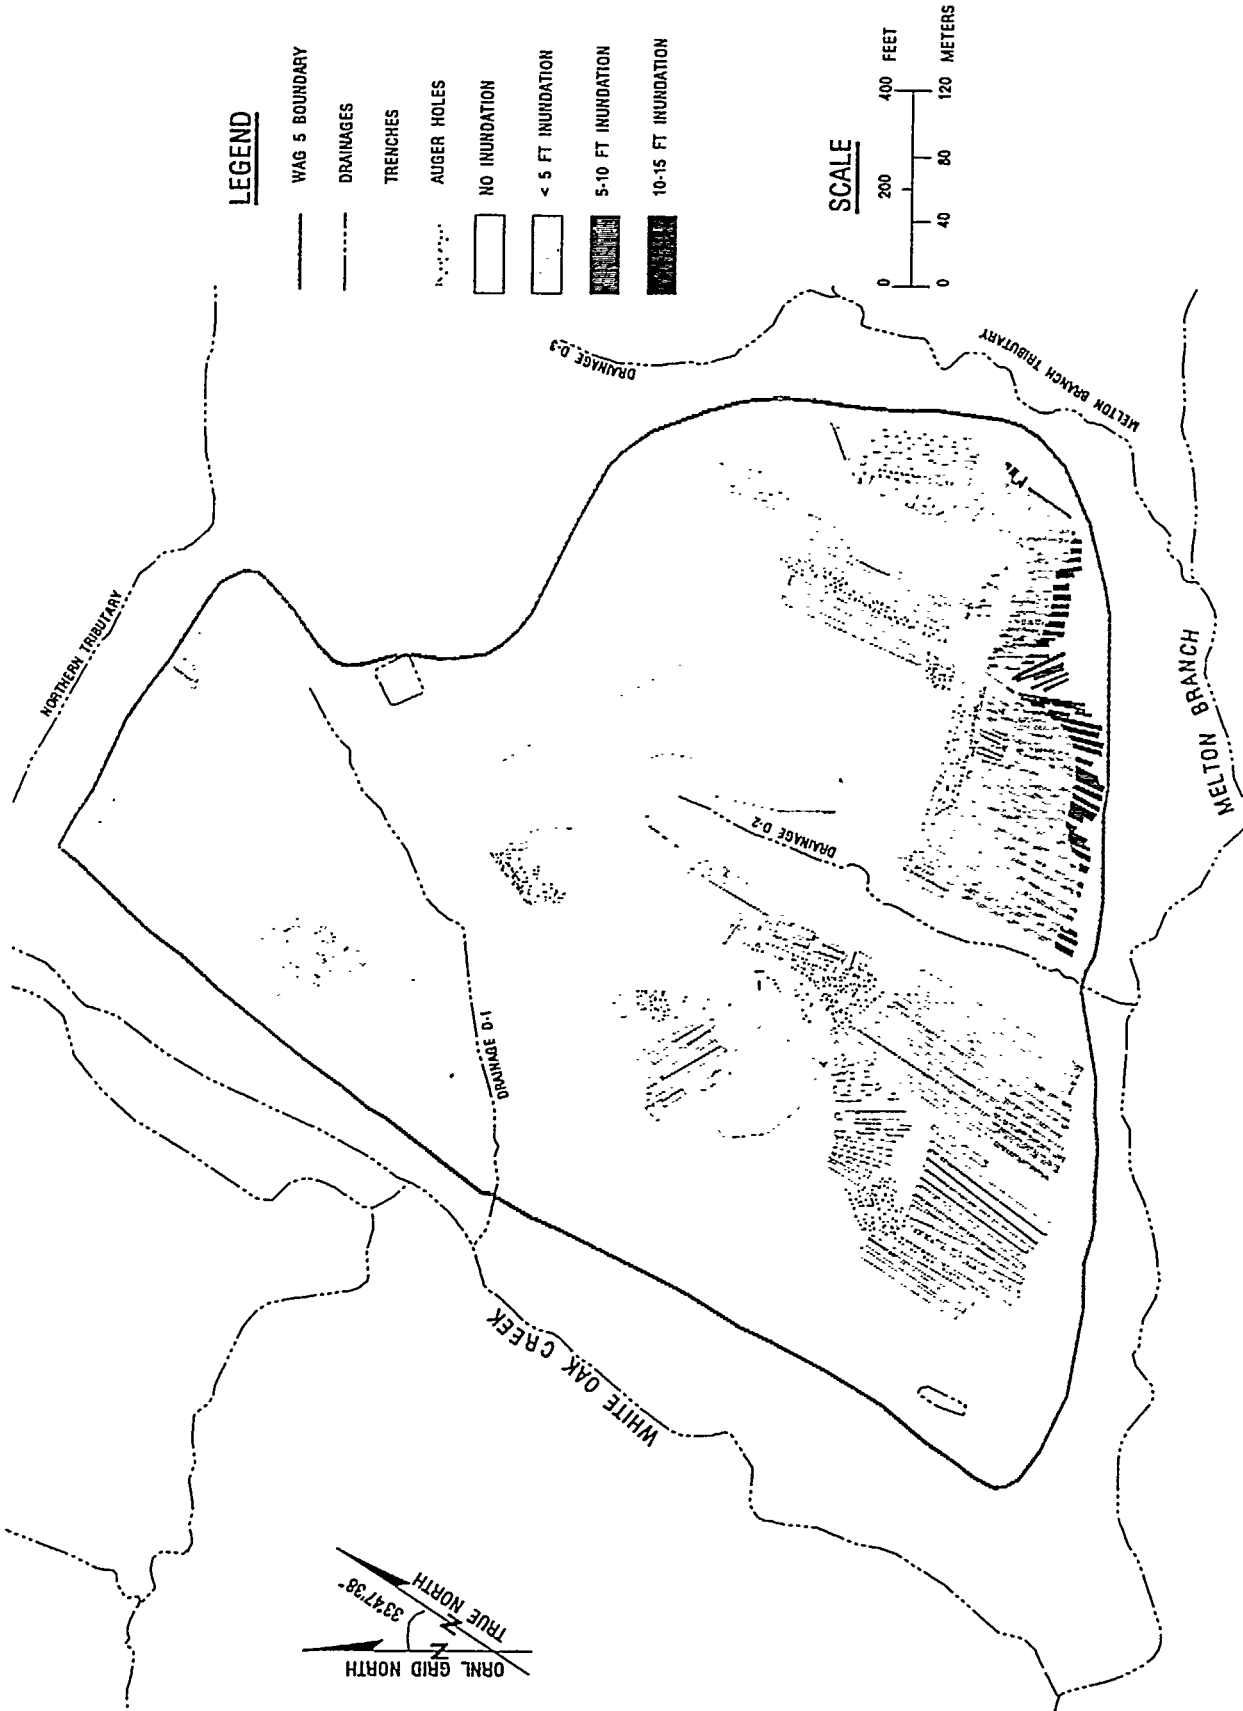 LEGEND
WAG 5 BOUNDARY
DRAINAGES
TRENCHES
AUGER HOLES
NO INUNDATION
< 5 FT INUNDATION
5-10 FT INUNDATION
10-15 FT INUNDATION
SCALE
0 200 400 FEET
0 40 80 120 METERS
NORTHERN TRIBUTARY
DRAINAGE D-3
MELTON BRANCH TRIBUTARY
MELTON BRANCH
DRAINAGE D-2
DRAINAGE D-1
WHITE OAK CREEK
ORNL GRID NORTH
N
33°47'38"
N
TRUE NORTH